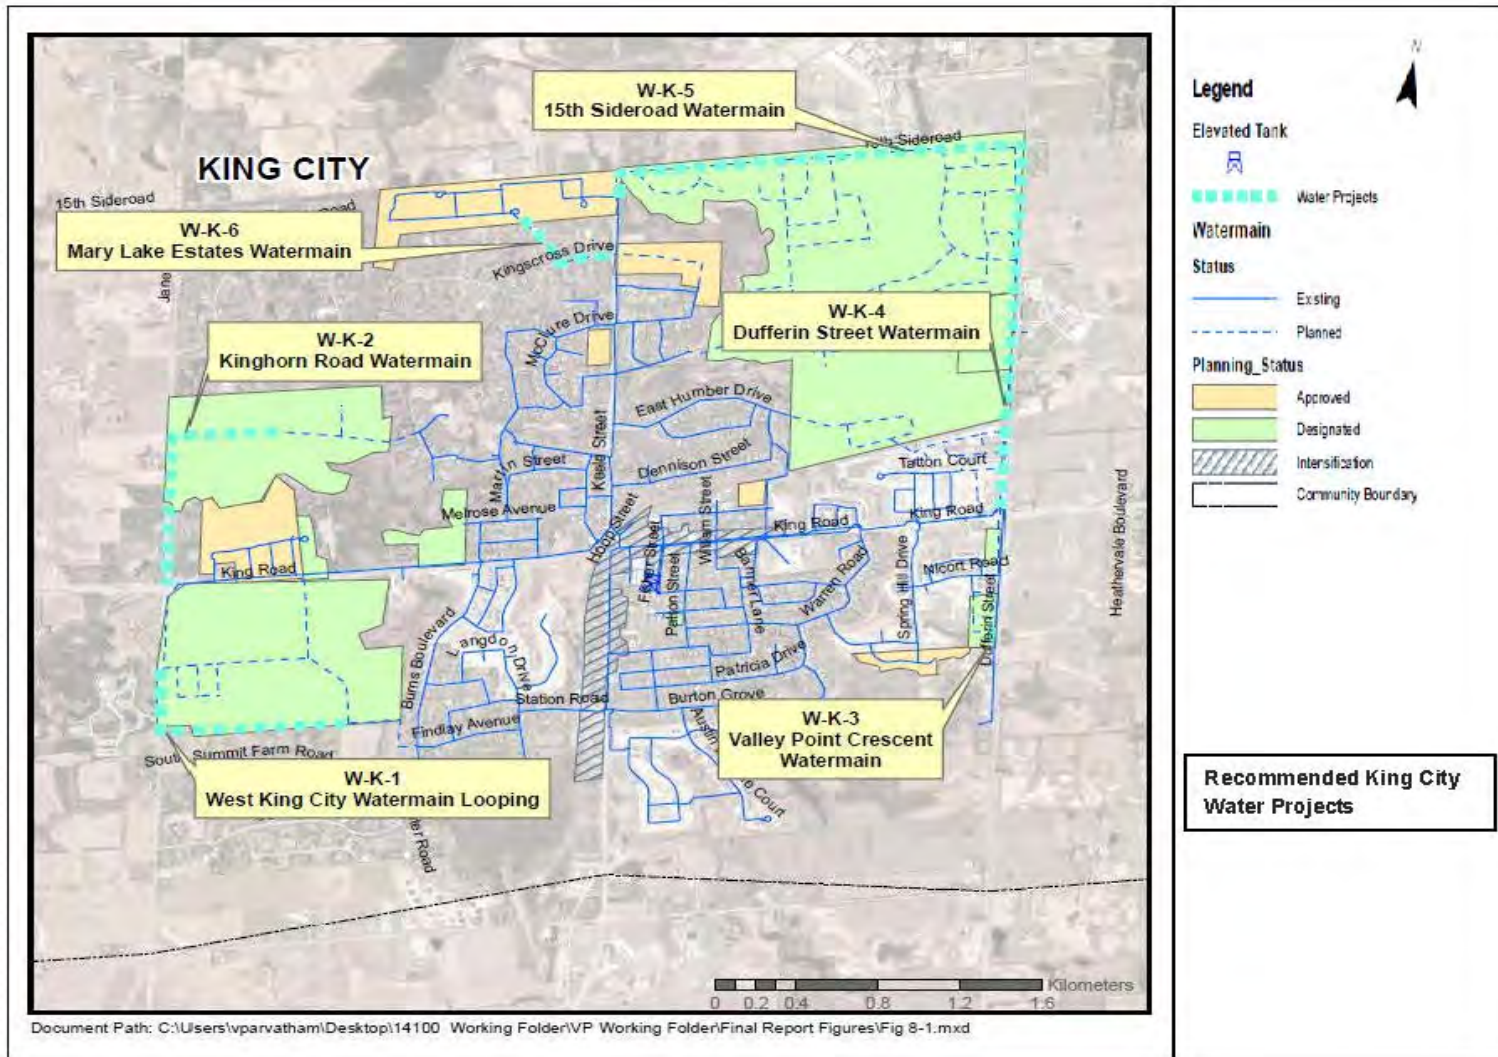 KING CITY
W-K-5
15th Sideroad Watermain
15th Sideroad
W-K-6
Mary Lake Estates Watermain
Kingscross Drive
Jane
W-K-2
Kinghorn Road Watermain
McClure Drive
W-K-4
Dufferin Street Watermain
East Humber Drive
Keele Street
Dennison Street
Martin Street
Melrose Avenue
Tatton Court
King Road
King Road
King Road
William Street
Patton Street
Banner Lane
Warren Road
Spring Hill Drive
Dufferin Street
Heathervale Boulevard
Burns Boulevard
Langdon Drive
Station Road
Patricia Drive
Burton Grove
Findlay Avenue
Summit Farm Road
Austin
Court
W-K-3
Valley Point Crescent
Watermain
W-K-1
West King City Watermain Looping
Road
Kilometers
0 0.2 0.4 0.8 1.2 1.6
Document Path: C:\Users\vparvatham\Desktop\14100 Working Folder\VP Working Folder\Final Report Figures\Fig 8-1.mxd
N
Legend
Elevated Tank
Water Projects
Watermain
Status
Existing
Planned
Planning_Status
Approved
Designated
Intensification
Community Boundary
Recommended King City
Water Projects